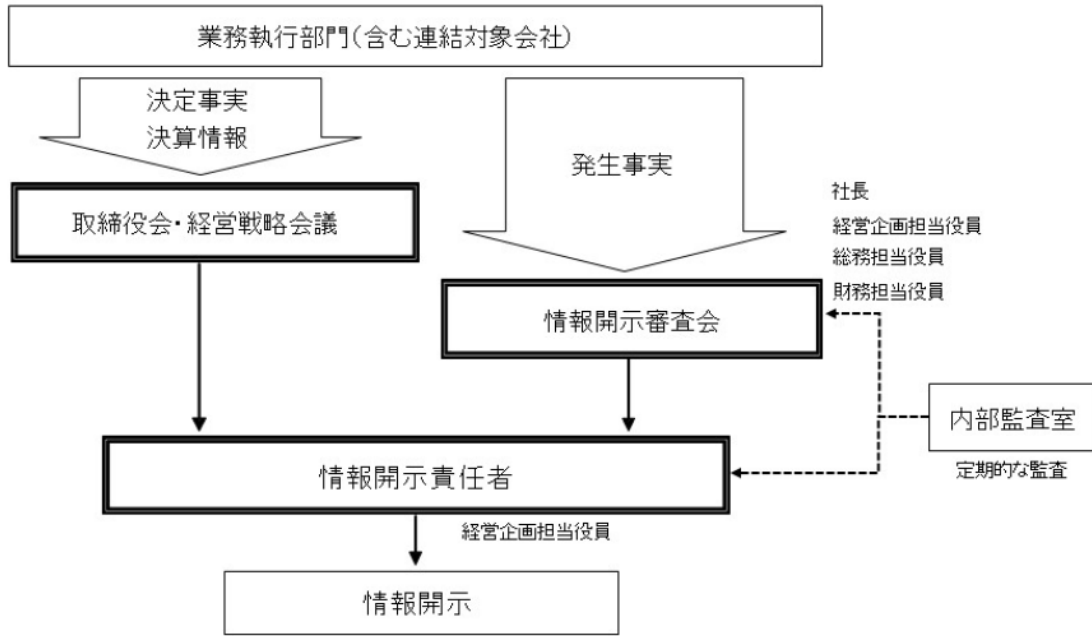 業務執行部門(含む連結対象会社)
決定事実
決算情報
発生事実
取締役会・経営戦略会議
社長
経営企画担当役員
総務担当役員
財務担当役員
情報開示審査会
内部監査室
定期的な監査
情報開示責任者
経営企画担当役員
情報開示